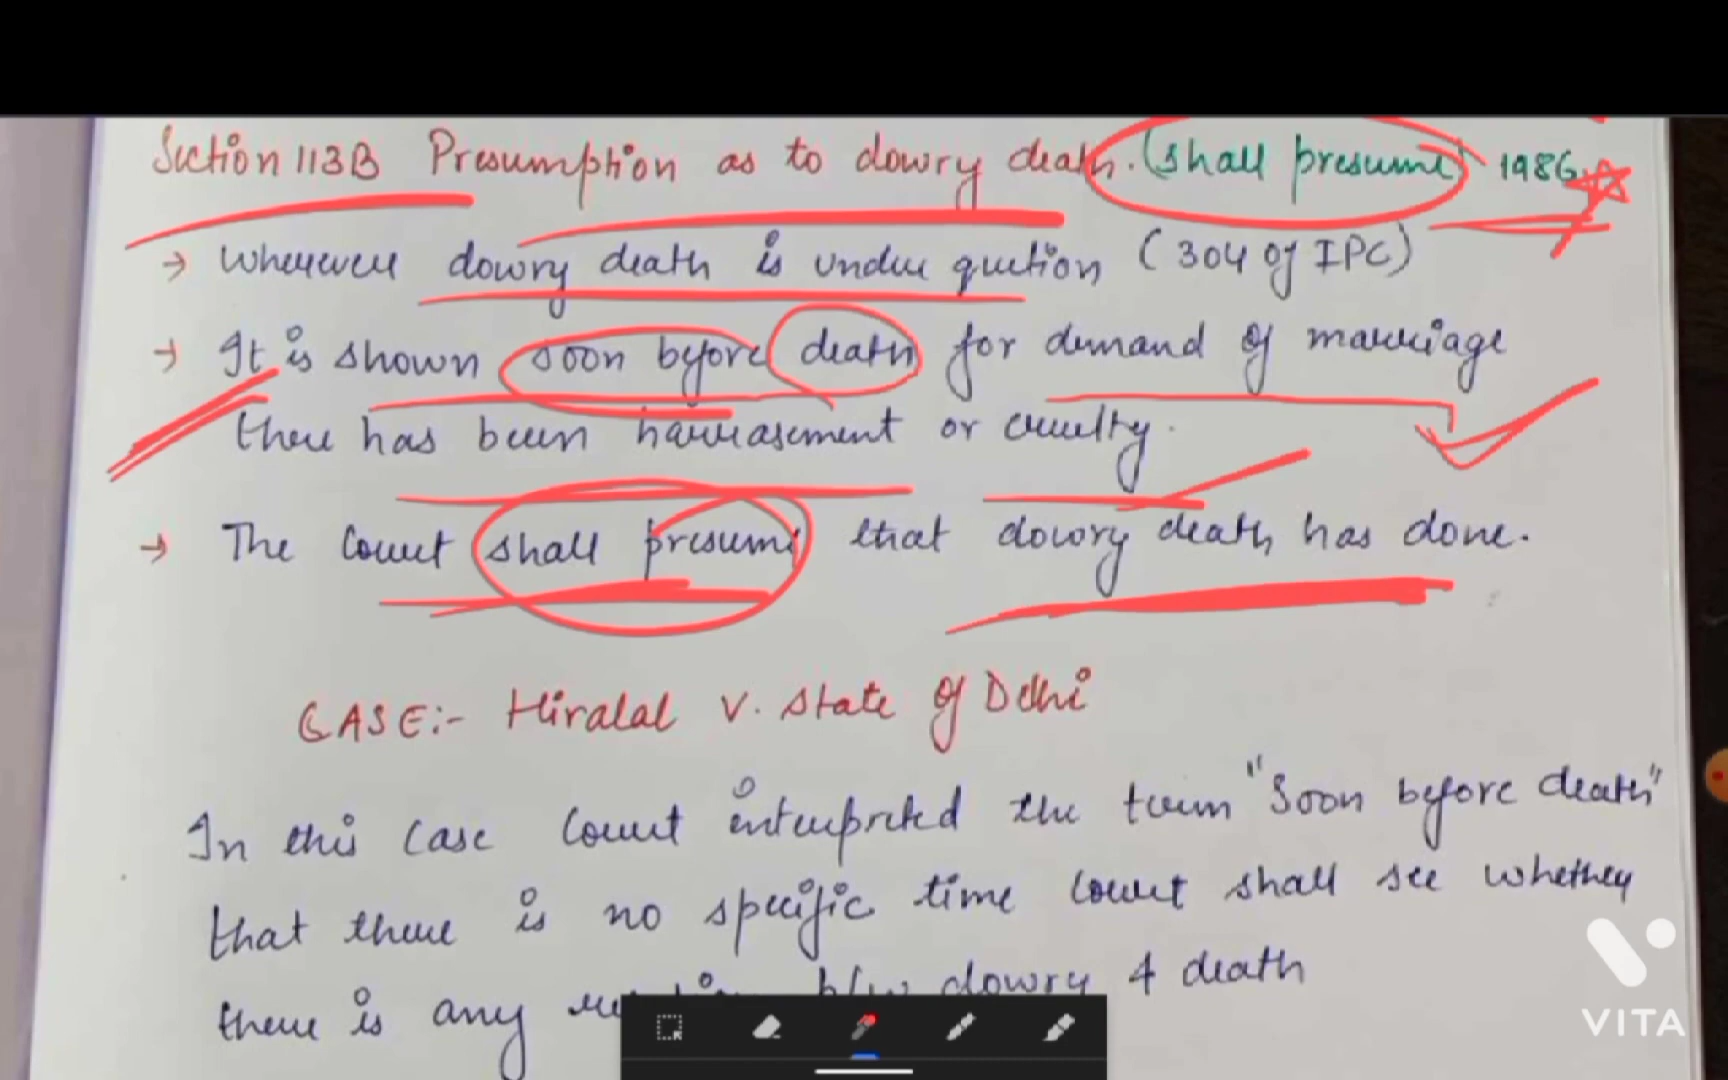 Section 113B Presumption as to dowry death. (shall presume) 1986
→ Wherever dowry death is under quetion (304 of IPC)
→ It is shown soon before death for demand of marriage
there has been harrasement or cruelty.
→ The Court shall presume that dowry death has done.
CASE:- Hiralal v. State of Delhi
In this case Court interpreted the term "Soon before death"
that there is no specific time Court shall see whether
there is any b/w dowry & death
VITA